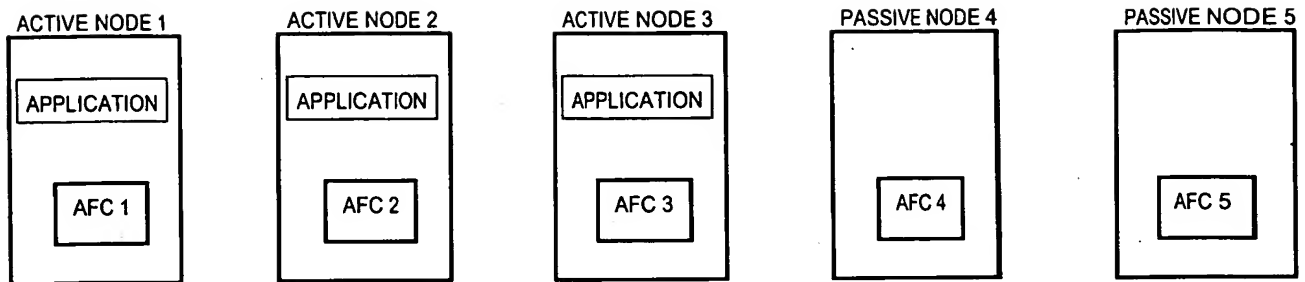 ACTIVE NODE 1 ACTIVE NODE 2 ACTIVE NODE 3 PASSIVE NODE 4 PASSIVE NODE 5
APPLICATION APPLICATION APPLICATION
AFC 1 AFC 2 AFC 3 AFC 4 AFC 5